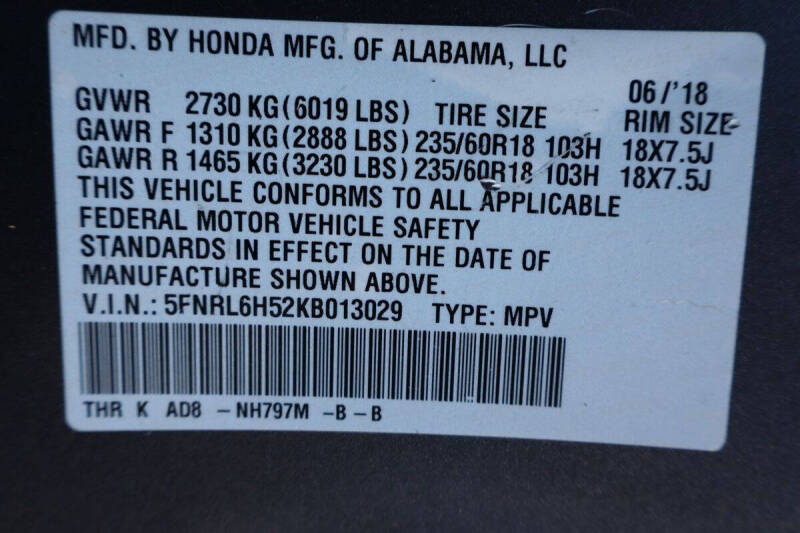 MFD. BY HONDA MFG. OF ALABAMA, LLC
06/'18
GVWR 2730 KG(6019 LBS) TIRE SIZE RIM SIZE
GAWR F 1310 KG(2888 LBS) 235/60R18 103H 18X7.5J
GAWR R 1465 KG(3230 LBS) 235/60R18 103H 18X7.5J
THIS VEHICLE CONFORMS TO ALL APPLICABLE
FEDERAL MOTOR VEHICLE SAFETY
STANDARDS IN EFFECT ON THE DATE OF
MANUFACTURE SHOWN ABOVE.
V.I.N.: 5FNRL6H52KB013029 TYPE: MPV
THR K AD8 -NH797M -B-B